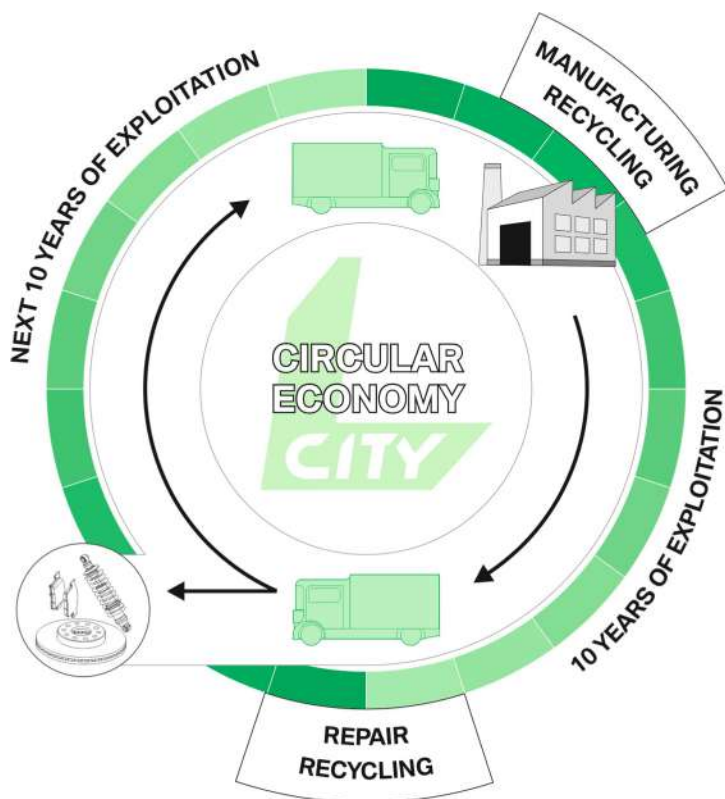 MANUFACTURING
RECYCLING
NEXT 10 YEARS OF EXPLOITATION
CIRCULAR
ECONOMY
CITY
10 YEARS OF EXPLOITATION
REPAIR
RECYCLING